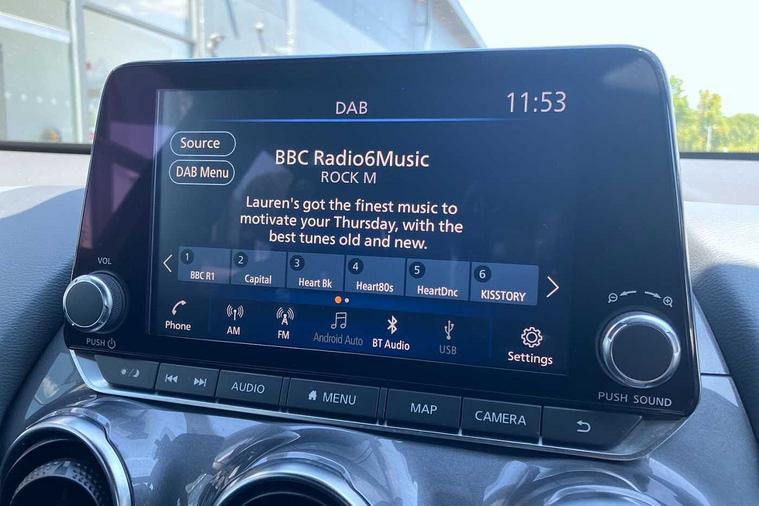 DAB
11:53
Source
DAB Menu
BBC Radio6Music
ROCK M
Lauren's got the finest music to
motivate your Thursday, with the
best tunes old and new.
1 BBC R1
2 Capital
3 Heart Bk
4 Heart80s
5 HeartDnc
6 KISSTORY
Phone
AM
FM
Android Auto
BT Audio
USB
Settings
VOL
PUSH
PUSH SOUND
AUDIO
MENU
MAP
CAMERA